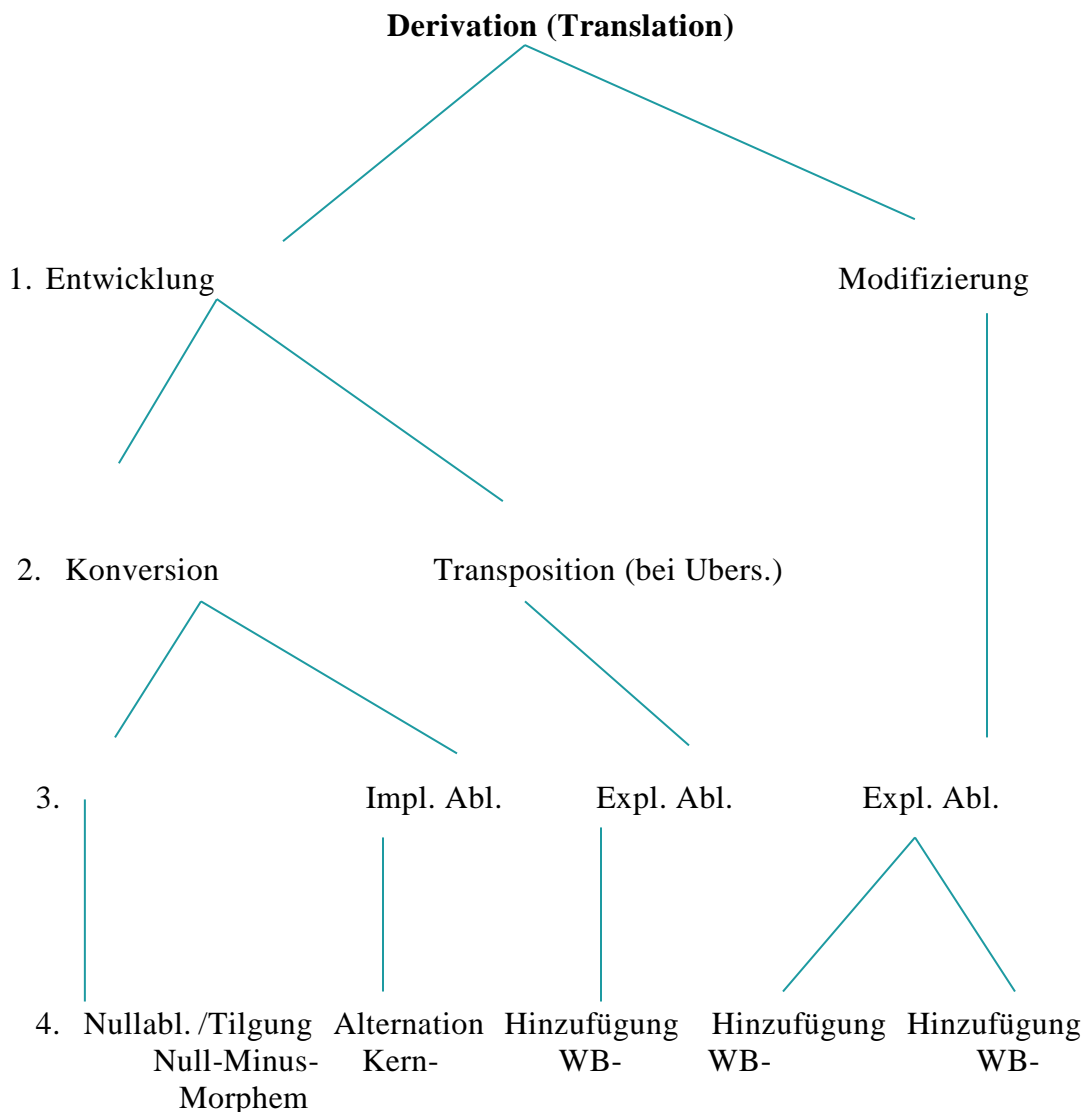 Derivation (Translation)
1. Entwicklung Modifizierung
2. Konversion Transposition (bei Ubers.)
3. Impl. Abl. Expl. Abl. Expl. Abl.
4. Nullabl. /Tilgung Alternation Hinzufügung Hinzufügung Hinzufügung
Null-Minus- Kern- WB- WB- WB-
Morphem